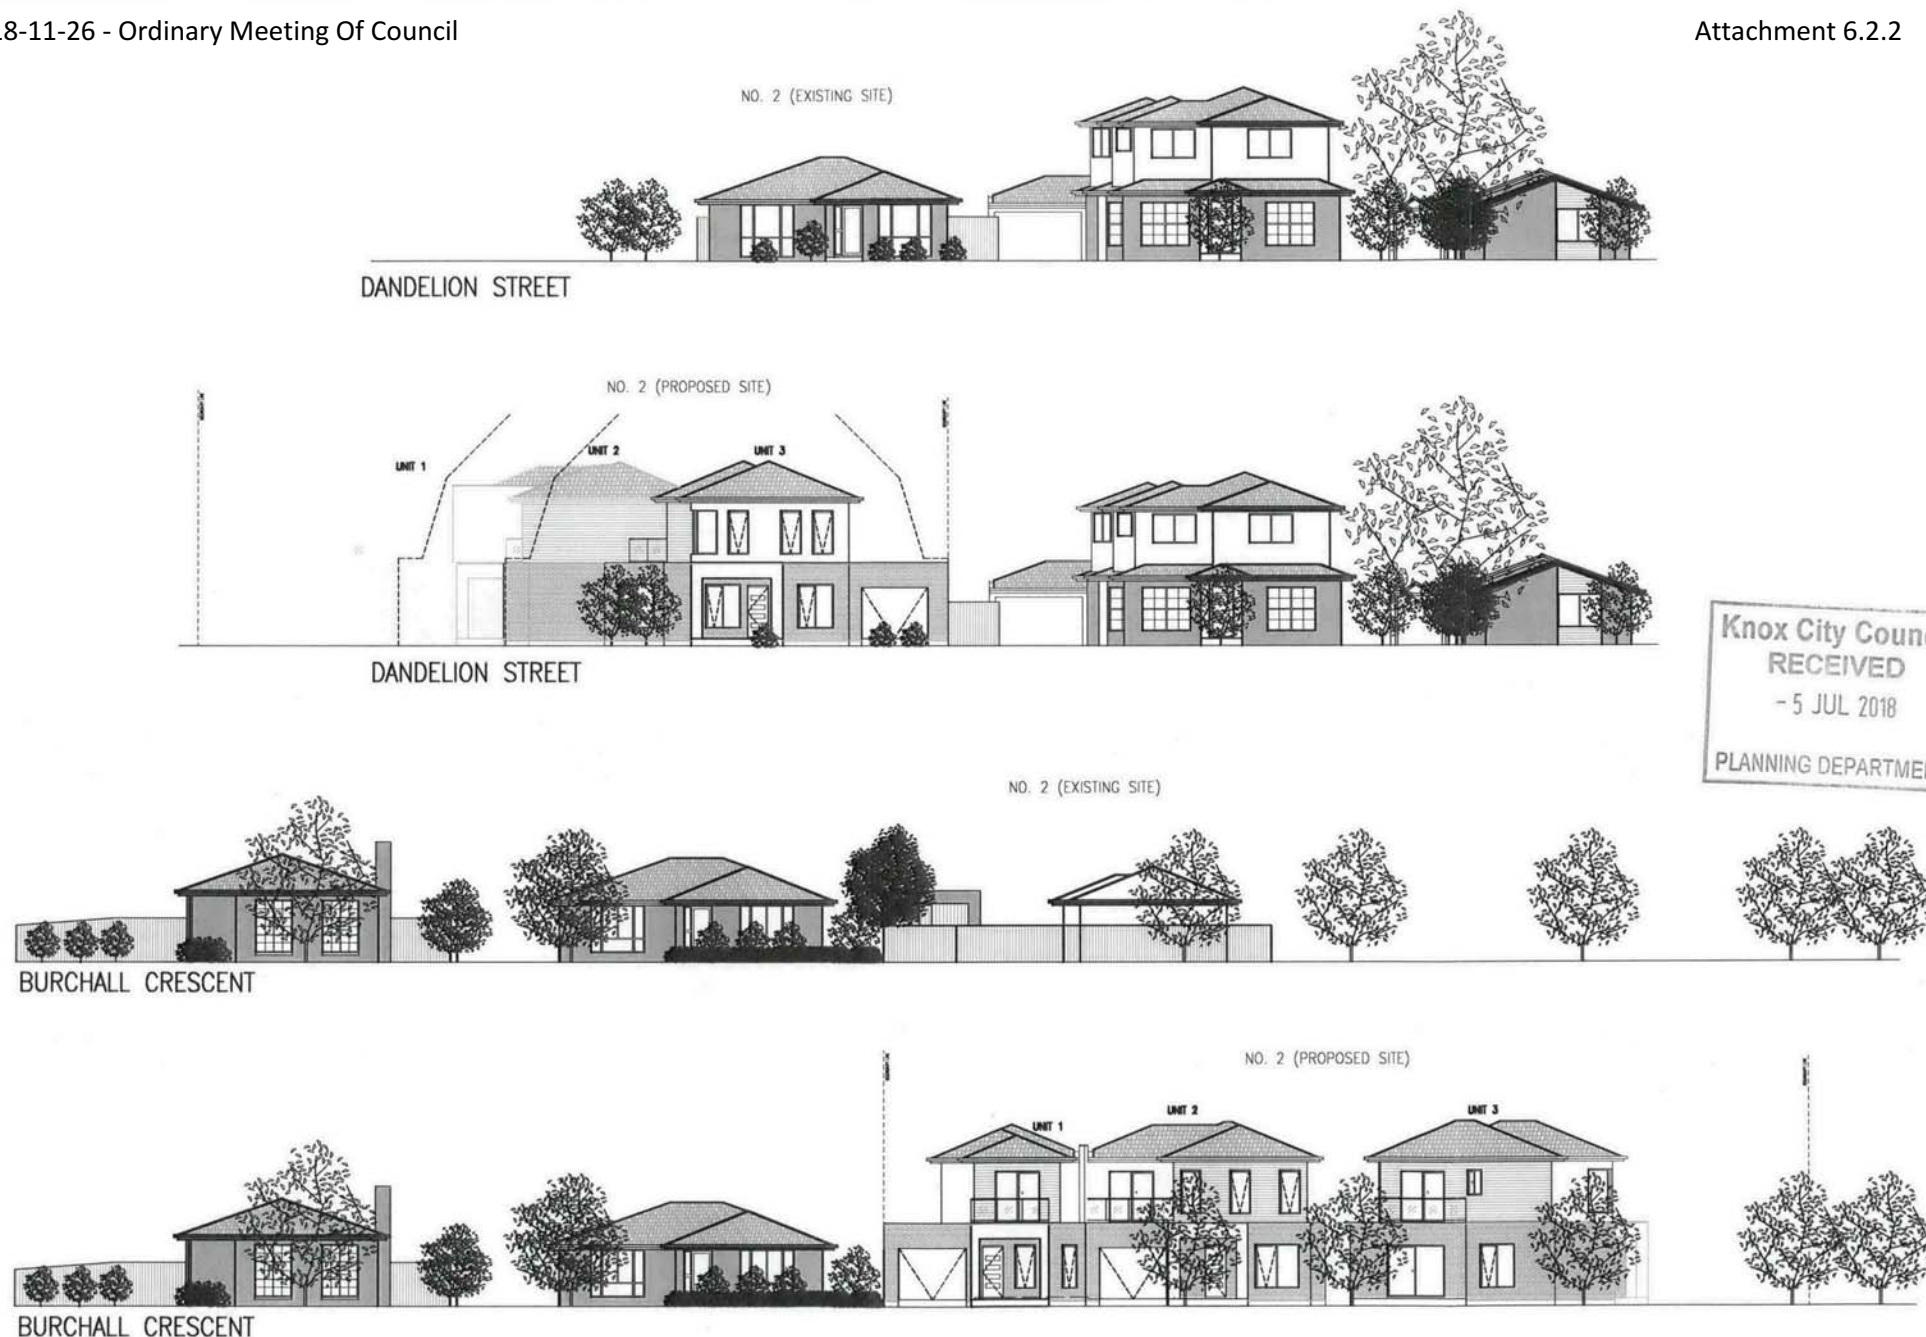 18-11-26 - Ordinary Meeting Of Council
Attachment 6.2.2
NO. 2 (EXISTING SITE)
DANDELION STREET
NO. 2 (PROPOSED SITE)
UNIT 1
UNIT 2
UNIT 3
DANDELION STREET
Knox City Counc
RECEIVED
- 5 JUL 2018
PLANNING DEPARTMEN
NO. 2 (EXISTING SITE)
BURCHALL CRESCENT
NO. 2 (PROPOSED SITE)
UNIT 1
UNIT 2
UNIT 3
BURCHALL CRESCENT